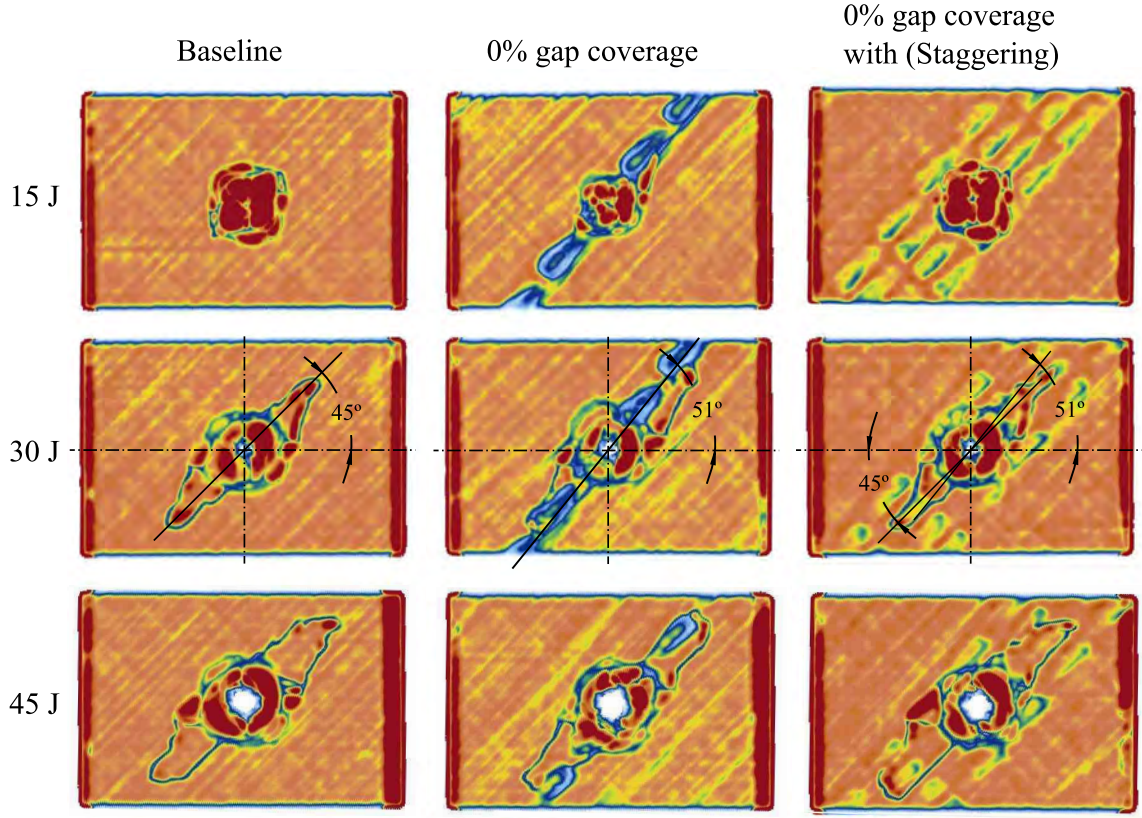 Baseline
0% gap coverage
0% gap coverage
with (Staggering)
15 J
30 J
45º
51º
51º
45º
45 J